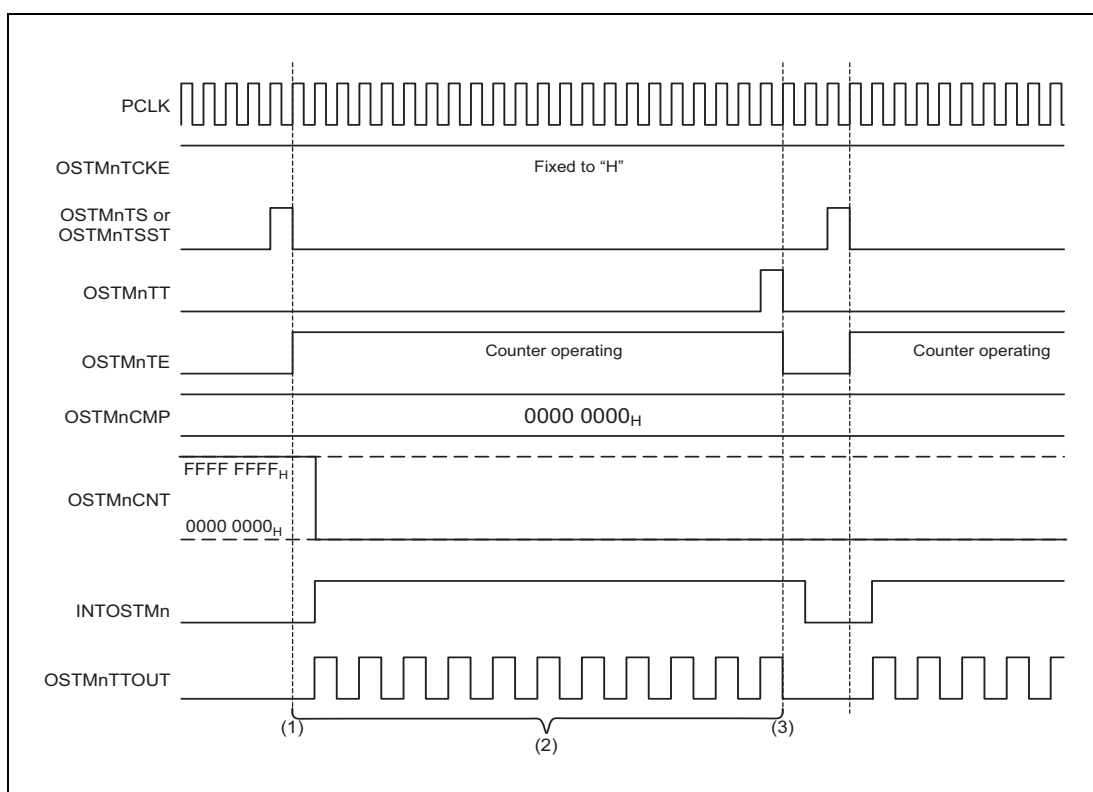 PCLK
OSTMnTCKE
Fixed to “H”
OSTMnTS or
OSTMnTSST
OSTMnTT
OSTMnTE
Counter operating
Counter operating
OSTMnCMP
0000 0000H
FFFF FFFFH
OSTMnCNT
0000 0000H
INTOSTMn
OSTMnTTOUT
(1)
(2)
(3)